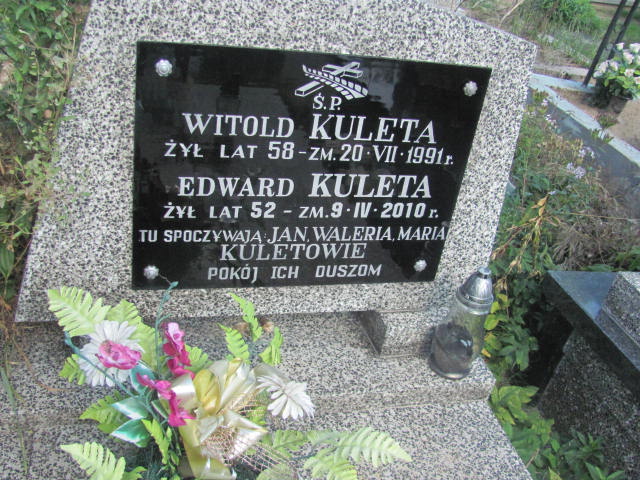 Ś.P.
WITOLD KULETA
ŻYŁ LAT 58 - ZM. 20 · VII · 1991 r.
EDWARD KULETA
ŻYŁ LAT 52 - ZM. 9 · IV · 2010 r.
TU SPOCZYWAJĄ: JAN, WALERIA, MARIA
KULETOWIE
POKÓJ ICH DUSZOM